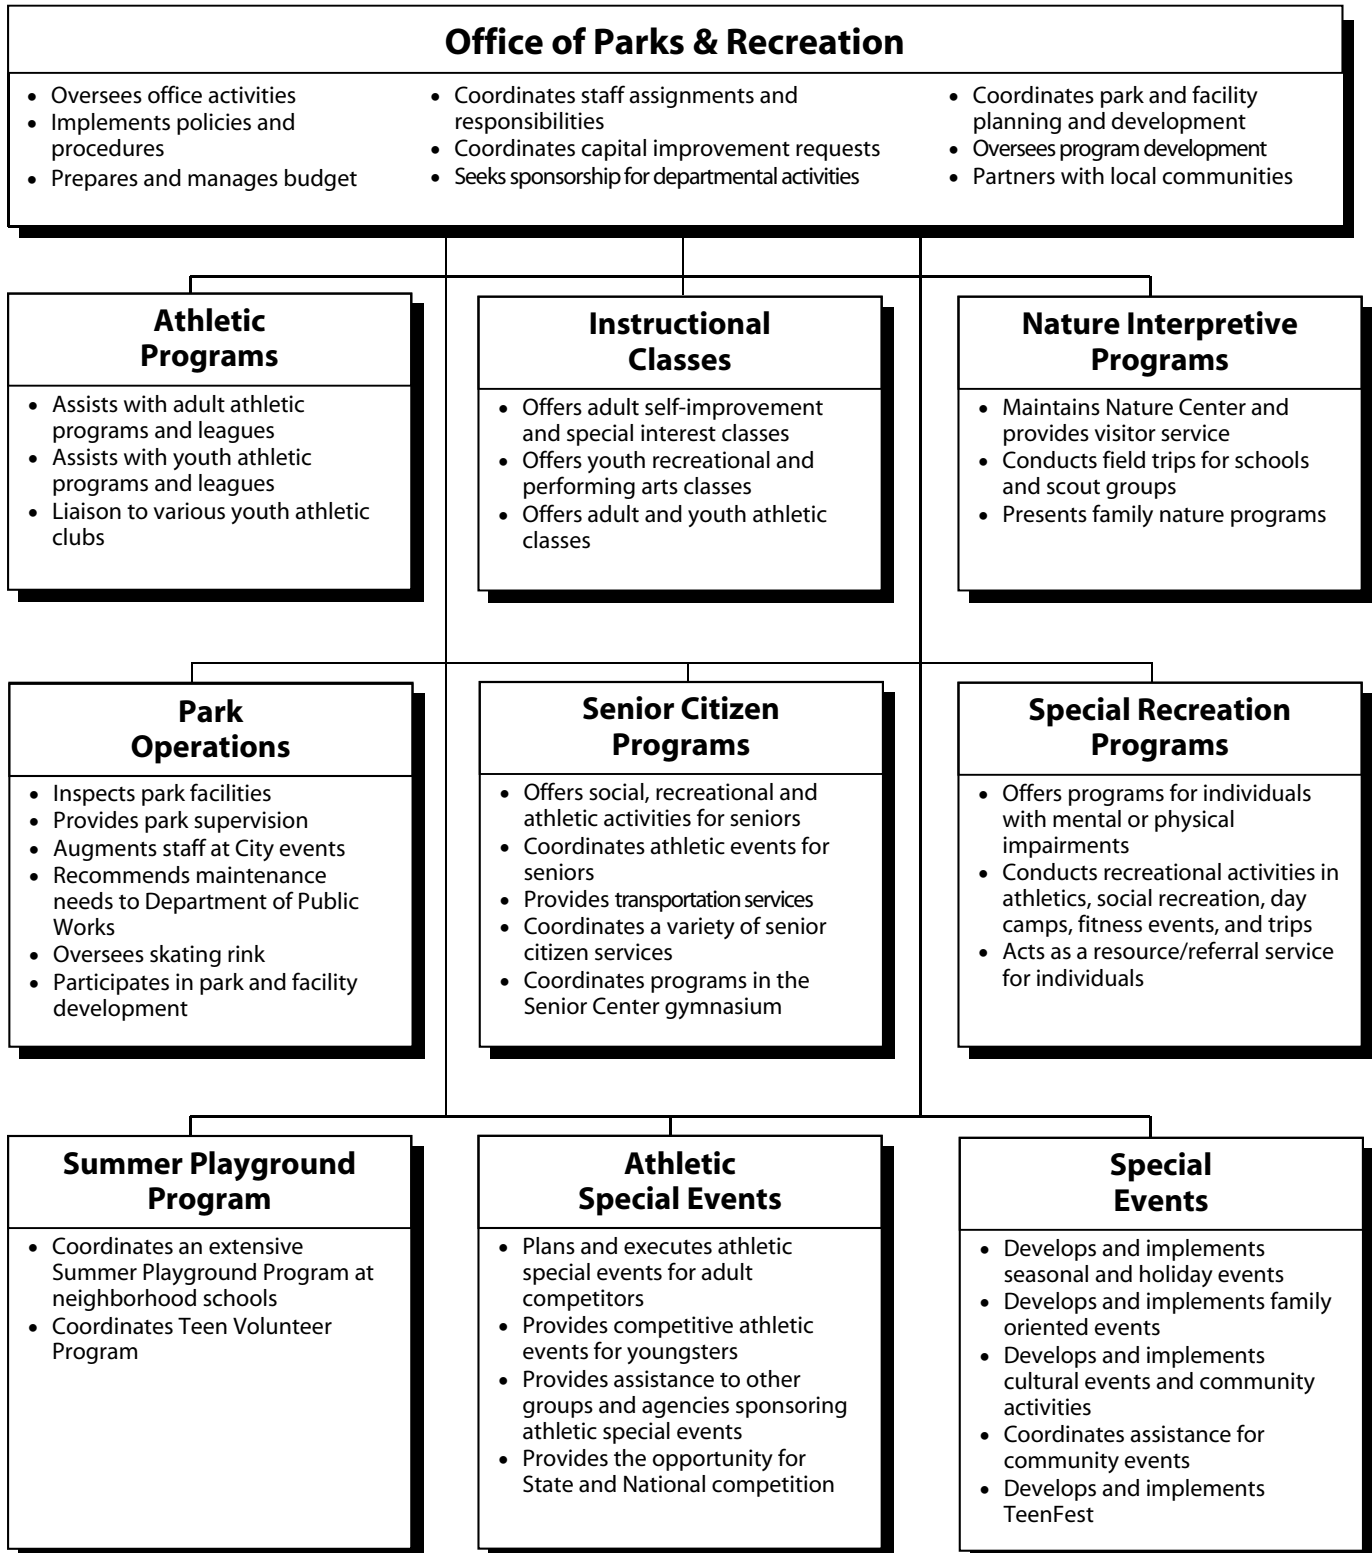 Office of Parks & Recreation
• Oversees office activities
• Implements policies and
procedures
• Prepares and manages budget
• Coordinates staff assignments and
responsibilities
• Coordinates capital improvement requests
• Seeks sponsorship for departmental activities
• Coordinates park and facility
planning and development
• Oversees program development
• Partners with local communities
Athletic
Programs
• Assists with adult athletic
programs and leagues
• Assists with youth athletic
programs and leagues
• Liaison to various youth athletic
clubs
Instructional
Classes
• Offers adult self-improvement
and special interest classes
• Offers youth recreational and
performing arts classes
• Offers adult and youth athletic
classes
Nature Interpretive
Programs
• Maintains Nature Center and
provides visitor service
• Conducts field trips for schools
and scout groups
• Presents family nature programs
Park
Operations
• Inspects park facilities
• Provides park supervision
• Augments staff at City events
• Recommends maintenance
needs to Department of Public
Works
• Oversees skating rink
• Participates in park and facility
development
Senior Citizen
Programs
• Offers social, recreational and
athletic activities for seniors
• Coordinates athletic events for
seniors
• Provides transportation services
• Coordinates a variety of senior
citizen services
• Coordinates programs in the
Senior Center gymnasium
Special Recreation
Programs
• Offers programs for individuals
with mental or physical
impairments
• Conducts recreational activities in
athletics, social recreation, day
camps, fitness events, and trips
• Acts as a resource/referral service
for individuals
Summer Playground
Program
• Coordinates an extensive
Summer Playground Program at
neighborhood schools
• Coordinates Teen Volunteer
Program
Athletic
Special Events
• Plans and executes athletic
special events for adult
competitors
• Provides competitive athletic
events for youngsters
• Provides assistance to other
groups and agencies sponsoring
athletic special events
• Provides the opportunity for
State and National competition
Special
Events
• Develops and implements
seasonal and holiday events
• Develops and implements family
oriented events
• Develops and implements
cultural events and community
activities
• Coordinates assistance for
community events
• Develops and implements
TeenFest